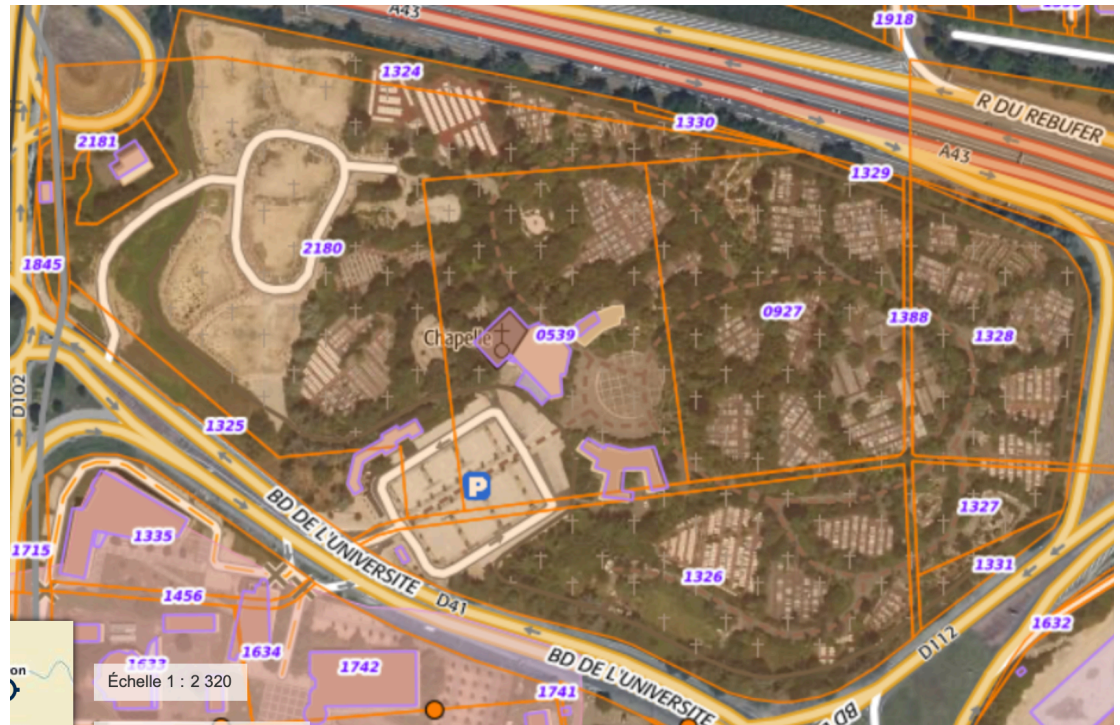 A43
1918
1324
R DU REBUFER
1330
2181
A43
1329
2180
1845
0927
1388
Chapelle
0539
1328
D102
1325
P
BD DE L'UNIVERSITE
1327
1335
1715
1326
1331
1456
D41
1632
D112
BD DE L'UNIVERSITE
1634
1633
1742
on
Échelle 1 : 2 320
1741
BD